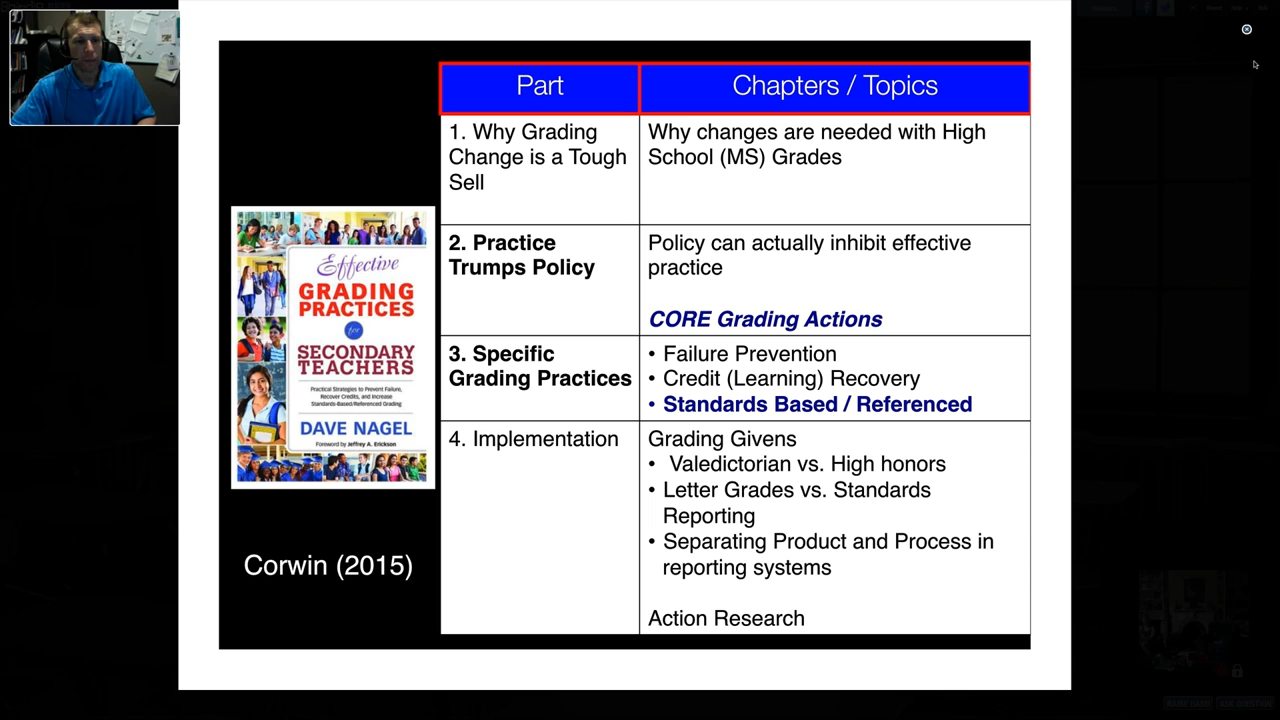 Part
Chapters / Topics
1. Why Grading
Change is a Tough
Sell
Why changes are needed with High
School (MS) Grades
2. Practice
Trumps Policy
Policy can actually inhibit effective
practice
CORE Grading Actions
3. Specific
Grading Practices
• Failure Prevention
• Credit (Learning) Recovery
• Standards Based / Referenced
4. Implementation
Grading Givens
• Valedictorian vs. High honors
• Letter Grades vs. Standards
Reporting
• Separating Product and Process in
reporting systems
Action Research
Effective
GRADING
PRACTICES
for
SECONDARY
TEACHERS
Practical Strategies to Prevent Failure,
Recover Credits, and Increase
Standards-Based/Referenced Grading
DAVE NAGEL
Foreword by Jeffrey A. Erickson
Corwin (2015)